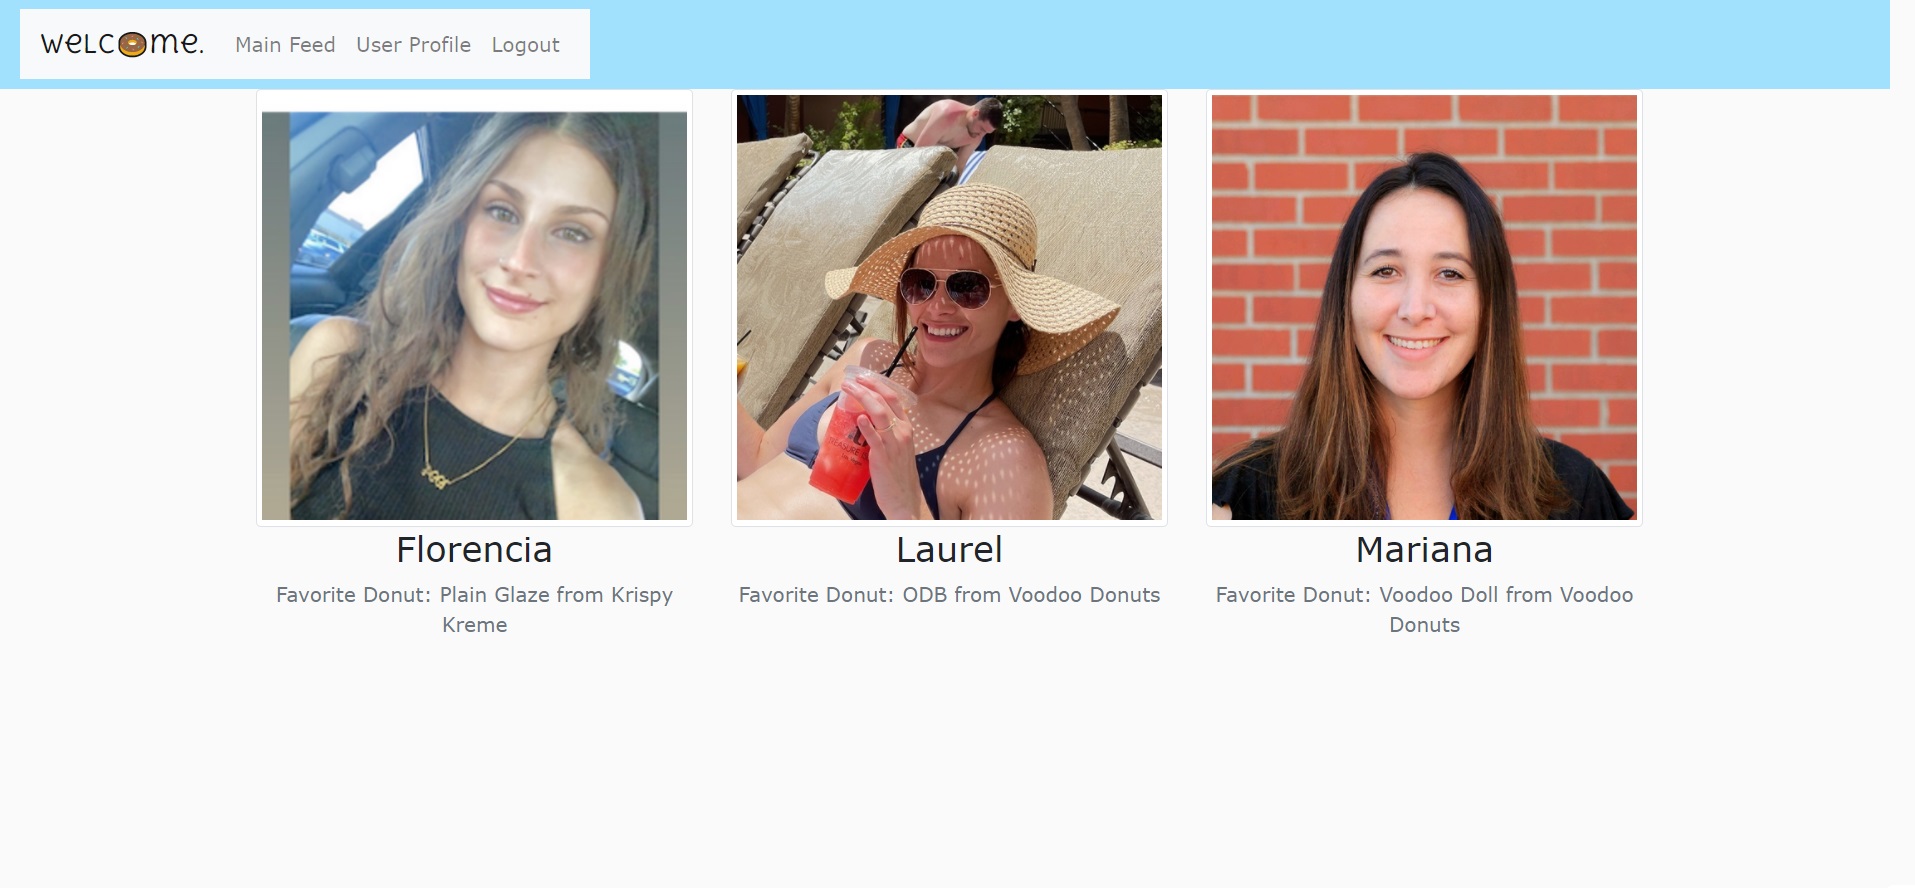 welcome.
Main Feed
User Profile
Logout
Florencia
Favorite Donut: Plain Glaze from Krispy
Kreme
Laurel
Favorite Donut: ODB from Voodoo Donuts
Mariana
Favorite Donut: Voodoo Doll from Voodoo
Donuts